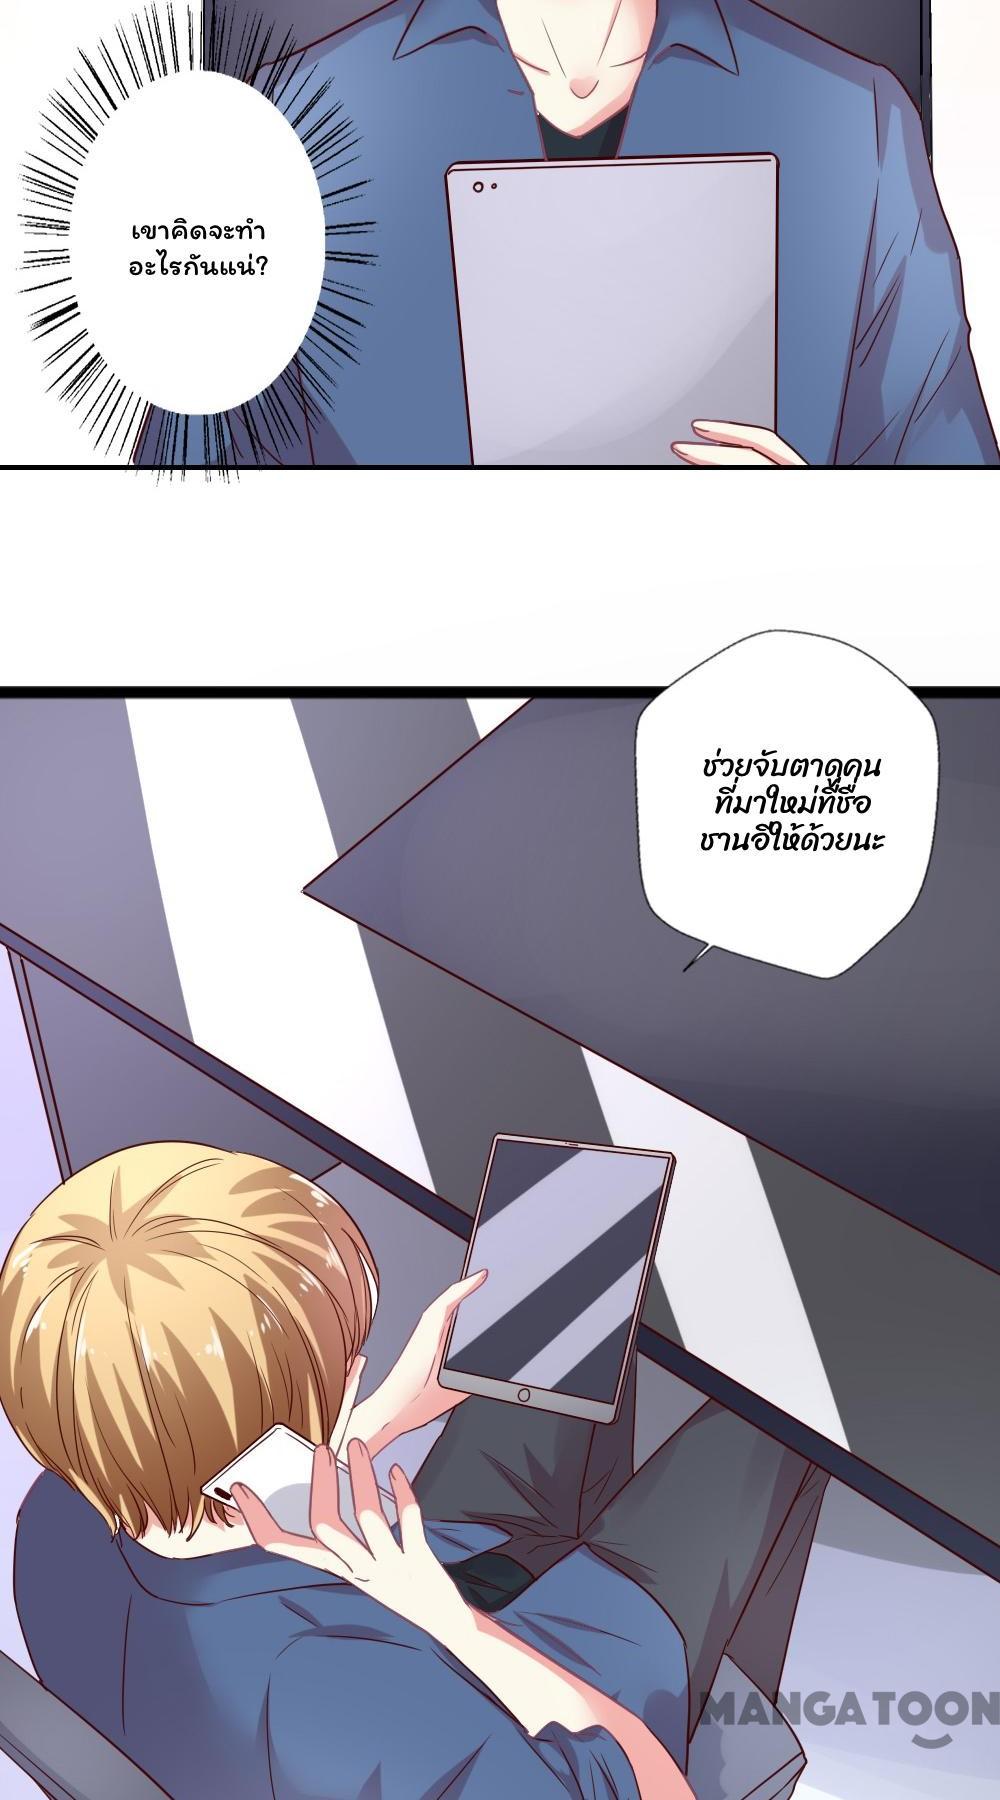 เขาคิดจะทำ
อะไรกันแน่?
ช่วยจับตาดูคน
ที่มาใหม่ที่ชื่อ
ชานอีให้ด้วยนะ
MANGATOON